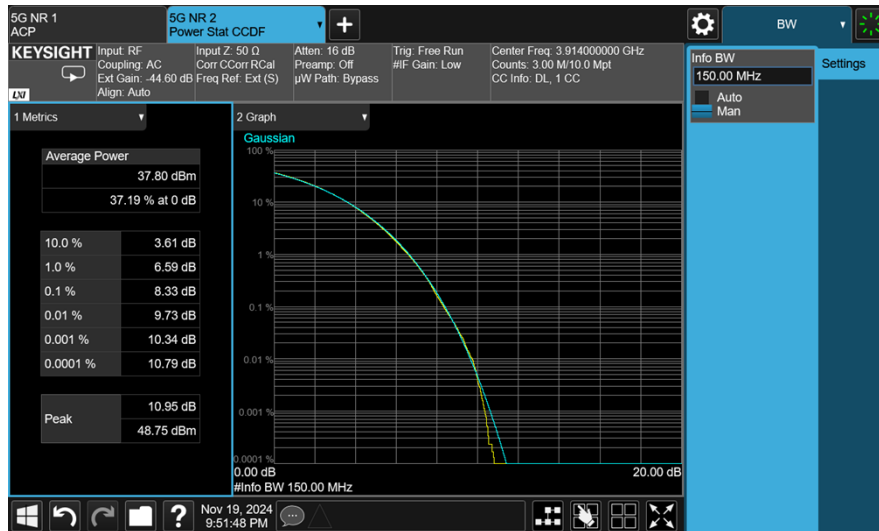 5G NR 1
ACP
5G NR 2
Power Stat CCDF
BW
KEYSIGHT
LXI
Input: RF
Coupling: AC
Ext Gain: -44.60 dB
Align: Auto
Input Z: 50 Ω
Corr CCorr RCal
Freq Ref: Ext (S)
Atten: 16 dB
Preamp: Off
µW Path: Bypass
Trig: Free Run
#IF Gain: Low
Center Freq: 3.914000000 GHz
Counts: 3.00 M/10.0 Mpt
CC Info: DL, 1 CC
Info BW
150.00 MHz
Auto
Man
Settings
1 Metrics
Average Power
37.80 dBm
37.19 % at 0 dB
10.0 % 3.61 dB
1.0 % 6.59 dB
0.1 % 8.33 dB
0.01 % 9.73 dB
0.001 % 10.34 dB
0.0001 % 10.79 dB
Peak
10.95 dB
48.75 dBm
2 Graph
Gaussian
100 %
10 %
1 %
0.1 %
0.01 %
0.001 %
0.0001 %
0.00 dB 20.00 dB
#Info BW 150.00 MHz
?
Nov 19, 2024
9:51:48 PM